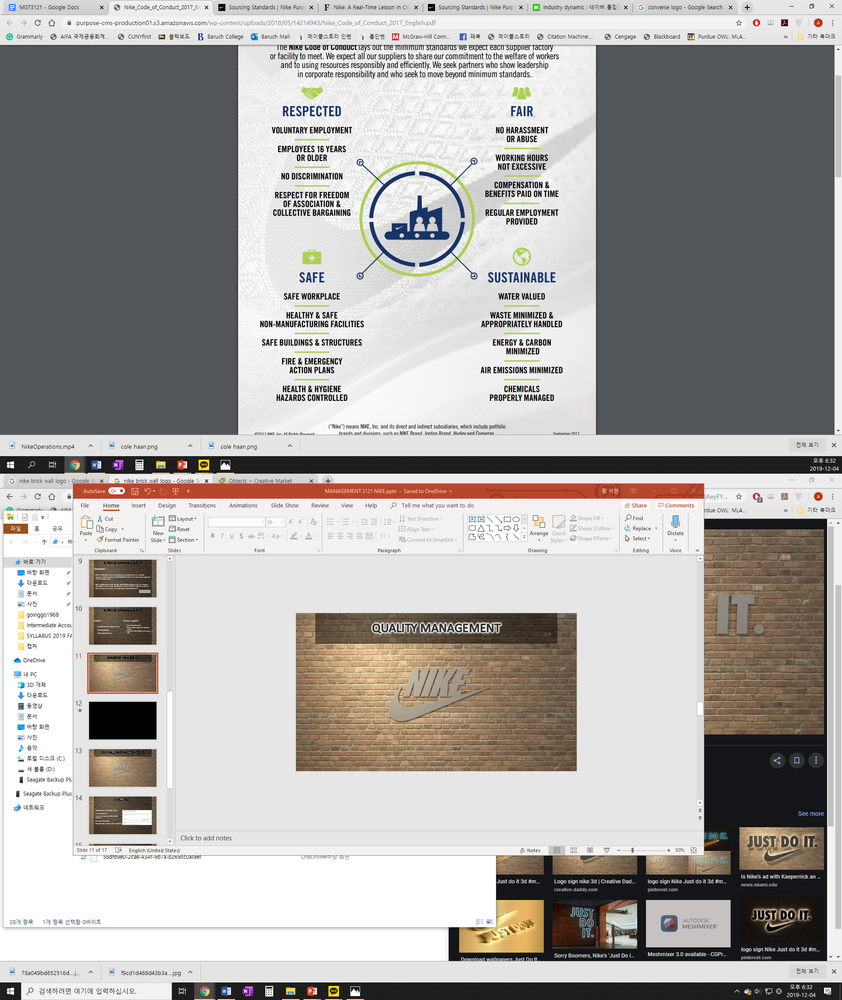 MGT3121 - Google Docs
Nike_Code_of_Conduct_2017_En
Sourcing Standards | Nike Purp
Nike: A Real-Time Lesson In Cri
Sourcing Standards | Nike Purp
industry dynamic : 네이버 통합
converse logo - Google Search
purpose-cms-production01.s3.amazonaws.com/wp-content/uploads/2018/05/14214943/Nike_Code_of_Conduct_2017_English.pdf
Grammarly
AIFA 국제금융회계...
CUNYfirst
블랙보드
Baruch College
Baruch Mail
메이플스토리 인벤
롤인벤
McGraw-Hill Conn...
페북
메이플스토리
Citation Machine:...
Cengage
Blackboard
Purdue OWL: MLA...
기타 북마크
The Nike Code of Conduct lays out the minimum standards we expect each supplier factory
or facility to meet. We expect all our suppliers to share our commitment to the welfare of workers
and to using resources responsibly and efficiently. We seek partners who show leadership
in corporate responsibility and who seek to move beyond minimum standards.
RESPECTED
VOLUNTARY EMPLOYMENT
EMPLOYEES 16 YEARS
OR OLDER
NO DISCRIMINATION
RESPECT FOR FREEDOM
OF ASSOCIATION &
COLLECTIVE BARGAINING
FAIR
NO HARASSMENT
OR ABUSE
WORKING HOURS
NOT EXCESSIVE
COMPENSATION &
BENEFITS PAID ON TIME
REGULAR EMPLOYMENT
PROVIDED
SAFE
SAFE WORKPLACE
HEALTHY & SAFE
NON-MANUFACTURING FACILITIES
SAFE BUILDINGS & STRUCTURES
FIRE & EMERGENCY
ACTION PLANS
HEALTH & HYGIENE
HAZARDS CONTROLLED
SUSTAINABLE
WATER VALUED
WASTE MINIMIZED &
APPROPRIATELY HANDLED
ENERGY & CARBON
MINIMIZED
AIR EMISSIONS MINIMIZED
CHEMICALS
PROPERLY MANAGED
("Nike") means NIKE, Inc. and its direct and indirect subsidiaries, which include portfolio
brands and divisions, such as NIKE Brand, Jordan Brand, Hurley and Converse
©2017 NIKE, Inc. All Rights Reserved
September 2017
NikeOperations.mp4
cole haan.png
cole haan.png
전체 보기
오후 6:32
2019-12-04
nike brick wall logo - Google Se
nike brick wall logo - Google Se
Objects ~ Creative Market
3AeyFY...
rdue OWL: MLA...
기타 북마크
AutoSave On
MANAGEMENT 3121 NIKE.pptx - Saved to OneDrive
황 석현
File Home Insert Design Transitions Animations Slide Show Review View Help Tell me what you want to do
Share
Comments
Paste
Cut
Copy
Format Painter
Clipboard
New
Slide
Layout
Reset
Section
Slides
36
Font
Text Direction
Align Text
Convert to SmartArt
Paragraph
Arrange
Quick
Styles
Shape Fill
Shape Outline
Shape Effects
Drawing
Find
Replace
Select
Editing
Dictate
Voice
파일 홈 공유
바로 가기
바탕 화면
다운로드
문서
사진
goinggo1968
Intermediate Accou
SYLLABUS 2019 FA
캡처
OneDrive
내 PC
3D 개체
다운로드
동영상
문서
바탕 화면
사진
음악
로컬 디스크 (C:)
새 볼륨 (D:)
Seagate Backup Plu
Seagate Backup Plus
네트워크
9
SUPPLY CHAIN MANAGEMENT
10
SUPPLY CHAIN MANAGEMENT
11
QUALITY MANAGEMENT
NIKE
12
13
KEY CHALLENGES AND STRATEGIES
NIKE
14
CHALLENGES
15
QUALITY MANAGEMENT
NIKE
Click to add notes
Slide 11 of 17
English (United States)
Notes
50%
58dfb9e0-2cae-434f-9b7a-b269cc0aceef
OneDrive₩바탕 화면
28개 항목
1개 항목 선택함 0바이트
IT.
See more
DO IT.
JUST DO IT.
Just do it 3d #m...
Logo sign nike 3d | Creative Dad...
creative-daddy.com
logo sign Nike Just do it 3d #m...
pinterest.com
Is Nike's ad with Kaepernick an ...
news.miami.edu
JUST DO IT
JUST
DO
IT.
AUTODESK
MESHMIXER
JUST DO IT.
Download wallpapers Just Do It...
Sorry Boomers, Nike's 'Just Do I...
Meshmixer 3.0 available - CGPr...
logo sign Nike Just do it 3d #m...
pinterest.com
78a049bd652516d....j...
f9cd1d468d43b3a....jpg
전체 보기
검색하려면 여기에 입력하십시오.
오후 6:32
2019-12-04